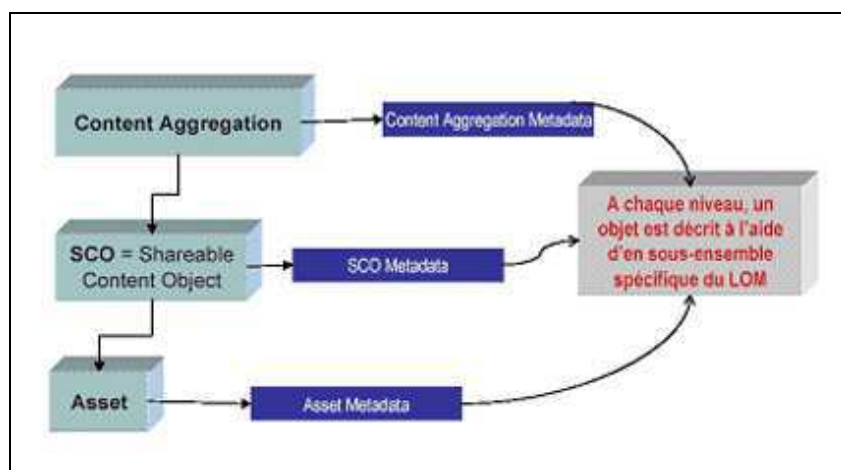 Content Aggregation
Content Aggregation Metadata
A chaque niveau, un
objet est décrit à l'aide
d'en sous-ensemble
spécifique du LOM
SCO = Shareable
Content Object
SCO Metadata
Asset
Asset Metadata